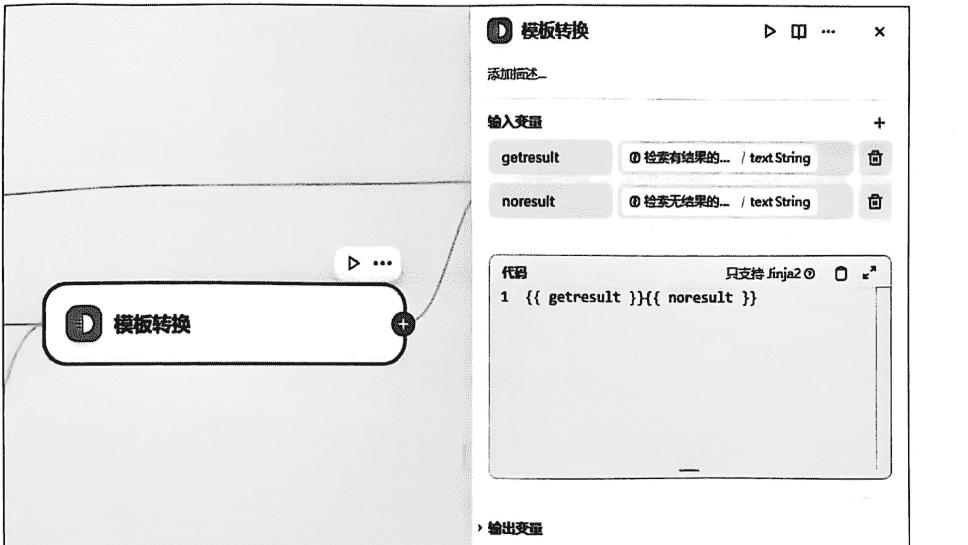 模板转换
添加描述...
输入变量
getresult
检索有结果的... / text String
noresult
检索无结果的... / text String
代码
只支持 Jinja2
1 {{ getresult }}{{ noresult }}
输出变量
模板转换